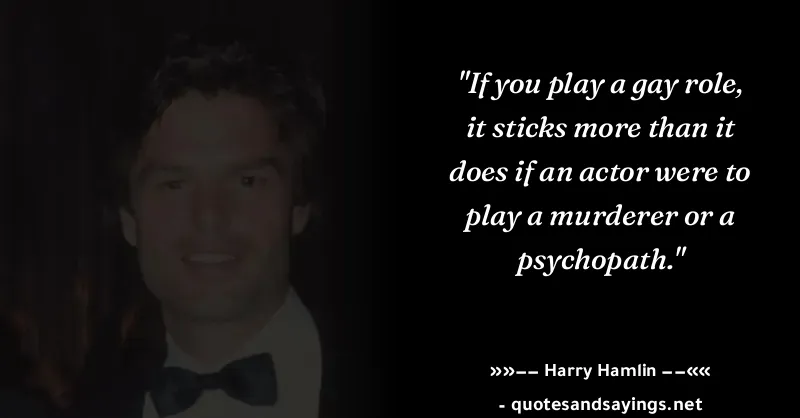 "If you play a gay role,
it sticks more than it
does if an actor were to
play a murderer or a
psychopath."
»»–– Harry Hamlin ––««
- quotesandsayings.net